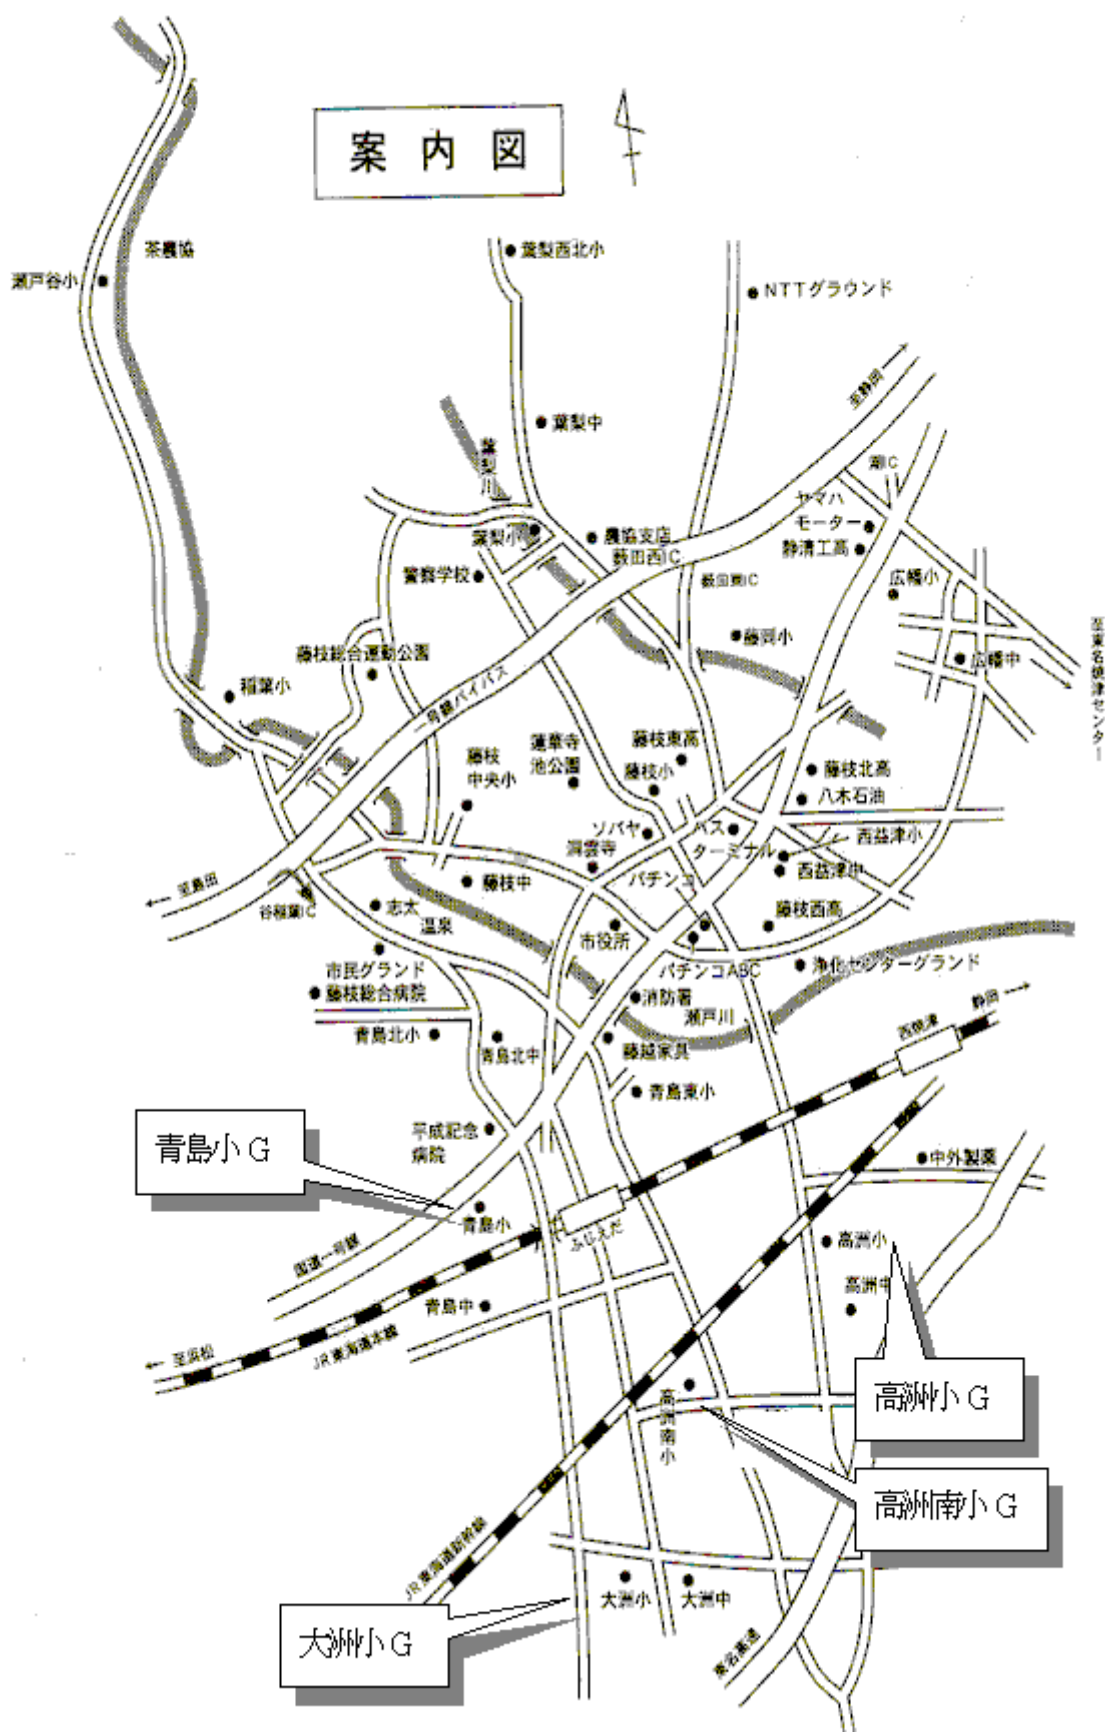 案内図
茶農協
瀬戸谷小
葉梨西北小
NTTグラウンド
至静岡
葉梨中
葉梨川
潮IC
ヤマハ
モーター
静清工高
葉梨小
農協支店
薮田西IC
警察学校
薮田東IC
広幡小
藤岡小
広幡中
至東名焼津センター
藤枝総合運動公園
稲葉小
一号線バイパス
藤枝
中央小
蓮華寺
池公園
藤枝東高
藤枝小
藤枝北高
八木石油
ソバヤ
バス
ターミナル
西益津小
洞雲寺
西益津中
パチンコ
藤枝中
至島田
谷稲葉IC
志太
温泉
市役所
藤枝西高
市民グランド
パチンコABC
浄化センターグランド
藤枝総合病院
消防署
瀬戸川
静岡
西焼津
青島北小
青島北中
藤越家具
青島東小
平成記念
病院
青島小G
中外製薬
青島小
ふじえだ
国道一号線
高洲小
青島中
高洲中
至浜松
JR東海道本線
高洲小G
高洲南小
高洲南小G
JR東海道新幹線
大洲小
大洲中
大洲小G
東名高速